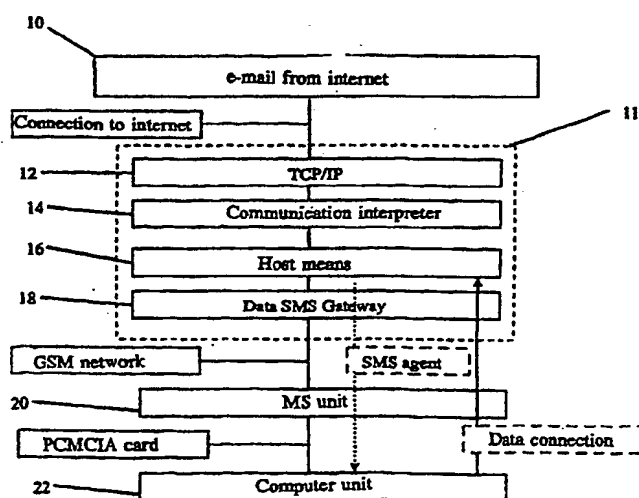 10
e-mail from internet
Connection to internet
11
12
TCP/IP
14
Communication interpreter
16
Host means
18
Data SMS Gateway
GSM network
SMS agent
20
MS unit
PCMCIA card
Data connection
22
Computer unit